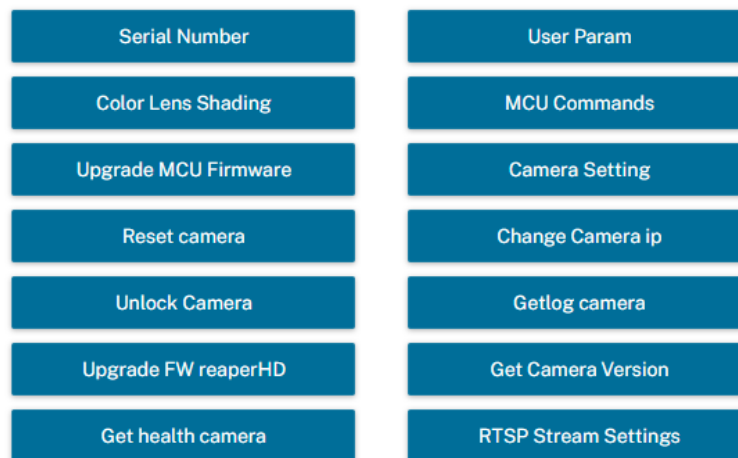 Serial Number
User Param
Color Lens Shading
MCU Commands
Upgrade MCU Firmware
Camera Setting
Reset camera
Change Camera ip
Unlock Camera
Getlog camera
Upgrade FW reaperHD
Get Camera Version
Get health camera
RTSP Stream Settings